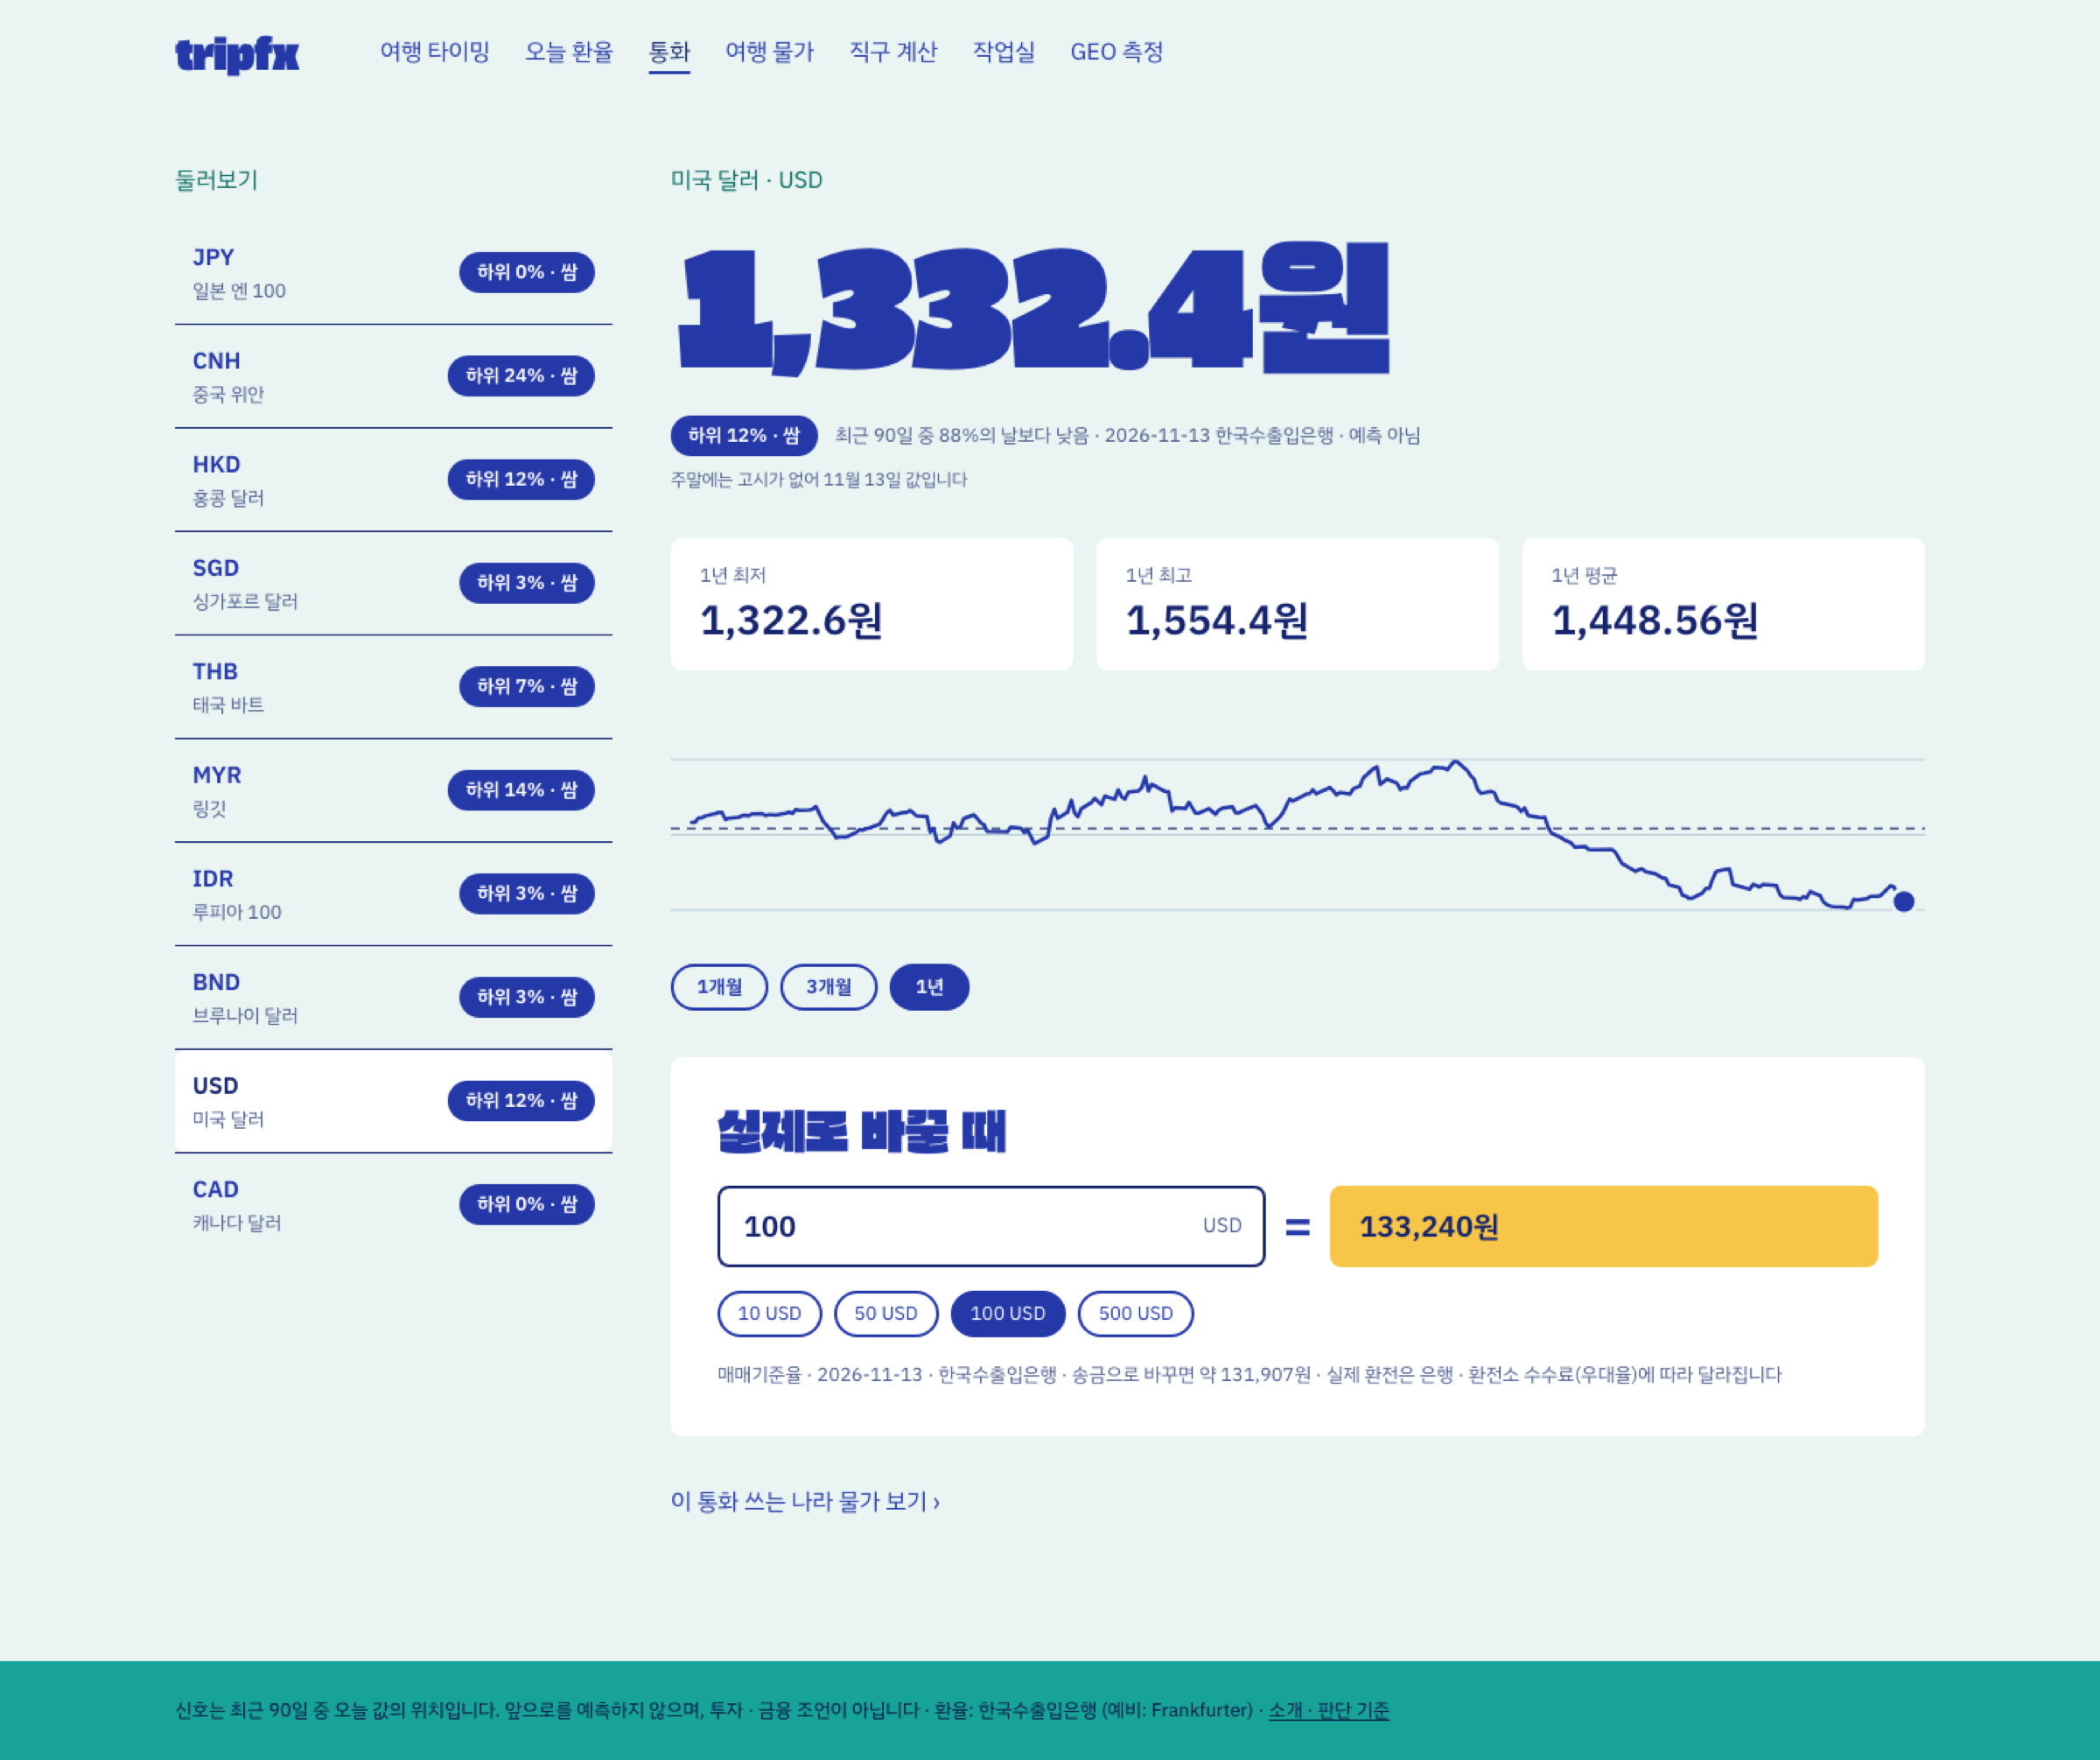 tripfx
여행 타이밍 오늘 환율 통화 여행 물가 직구 계산 작업실 GEO 측정
둘러보기
JPY
일본 엔 100
하위 0% · 쌈
CNH
중국 위안
하위 24% · 쌈
HKD
홍콩 달러
하위 12% · 쌈
SGD
싱가포르 달러
하위 3% · 쌈
THB
태국 바트
하위 7% · 쌈
MYR
링깃
하위 14% · 쌈
IDR
루피아 100
하위 3% · 쌈
BND
브루나이 달러
하위 3% · 쌈
USD
미국 달러
하위 12% · 쌈
CAD
캐나다 달러
하위 0% · 쌈
미국 달러 · USD
1,332.4원
하위 12% · 쌈 최근 90일 중 88%의 날보다 낮음 · 2026-11-13 한국수출입은행 · 예측 아님
주말에는 고시가 없어 11월 13일 값입니다
1년 최저
1,322.6원
1년 최고
1,554.4원
1년 평균
1,448.56원
1개월 3개월 1년
실제로 바꿀 때
100 USD = 133,240원
10 USD 50 USD 100 USD 500 USD
매매기준율 · 2026-11-13 · 한국수출입은행 · 송금으로 바꾸면 약 131,907원 · 실제 환전은 은행 · 환전소 수수료(우대율)에 따라 달라집니다
이 통화 쓰는 나라 물가 보기 ›
신호는 최근 90일 중 오늘 값의 위치입니다. 앞으로를 예측하지 않으며, 투자 · 금융 조언이 아닙니다 · 환율: 한국수출입은행 (예비: Frankfurter) · 소개 · 판단 기준